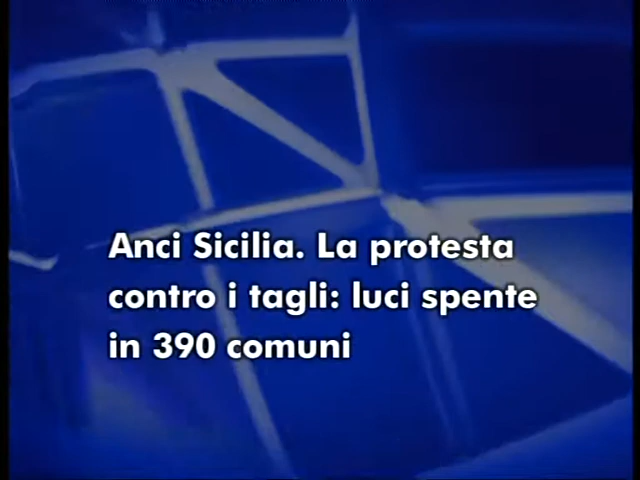 Anci Sicilia. La protesta
contro i tagli: luci spente
in 390 comuni